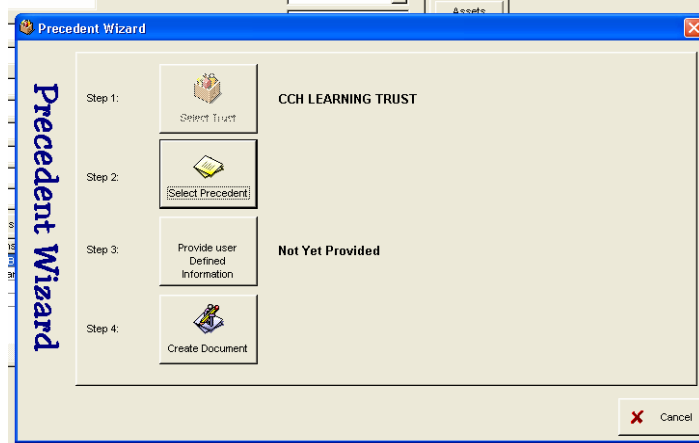 Assets
Precedent Wizard
Precedent Wizard
Step 1:
Select Trust
CCH LEARNING TRUST
Step 2:
Select Precedent
Step 3:
Provide user
Defined
Information
Not Yet Provided
Step 4:
Create Document
Cancel